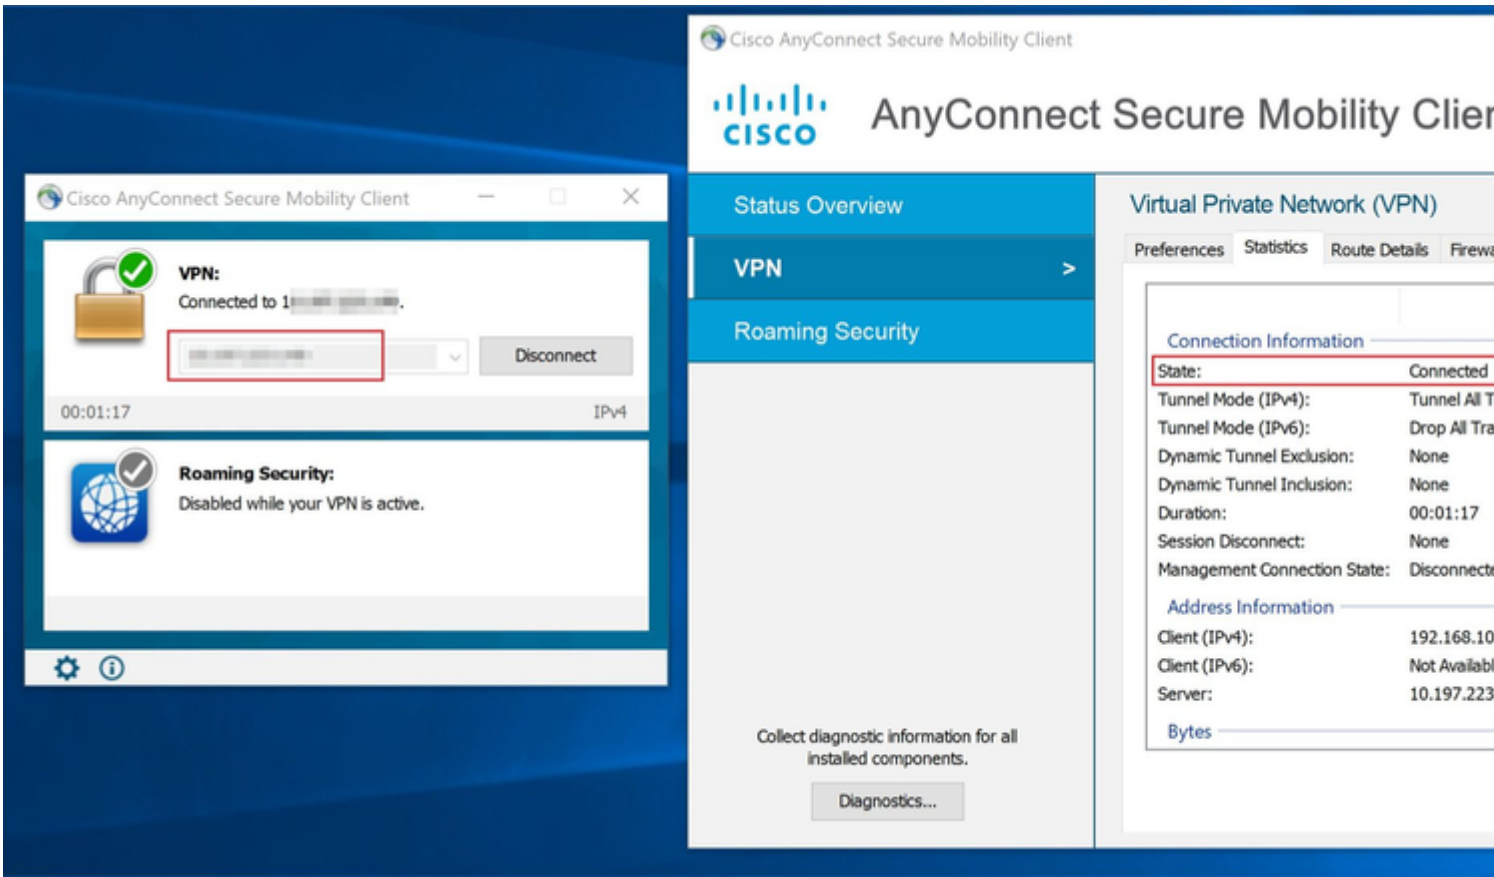 Cisco AnyConnect Secure Mobility Client
VPN:
Connected to 1
Disconnect
00:01:17 IPv4
Roaming Security:
Disabled while your VPN is active.
Cisco AnyConnect Secure Mobility Client
CISCO
AnyConnect Secure Mobility Clien
Status Overview
VPN >
Roaming Security
Collect diagnostic information for all
installed components.
Diagnostics...
Virtual Private Network (VPN)
Preferences Statistics Route Details Firewa
Connection Information
State: Connected
Tunnel Mode (IPv4): Tunnel All T
Tunnel Mode (IPv6): Drop All Tra
Dynamic Tunnel Exclusion: None
Dynamic Tunnel Inclusion: None
Duration: 00:01:17
Session Disconnect: None
Management Connection State: Disconnecte
Address Information
Client (IPv4): 192.168.10
Client (IPv6): Not Availabl
Server: 10.197.223
Bytes